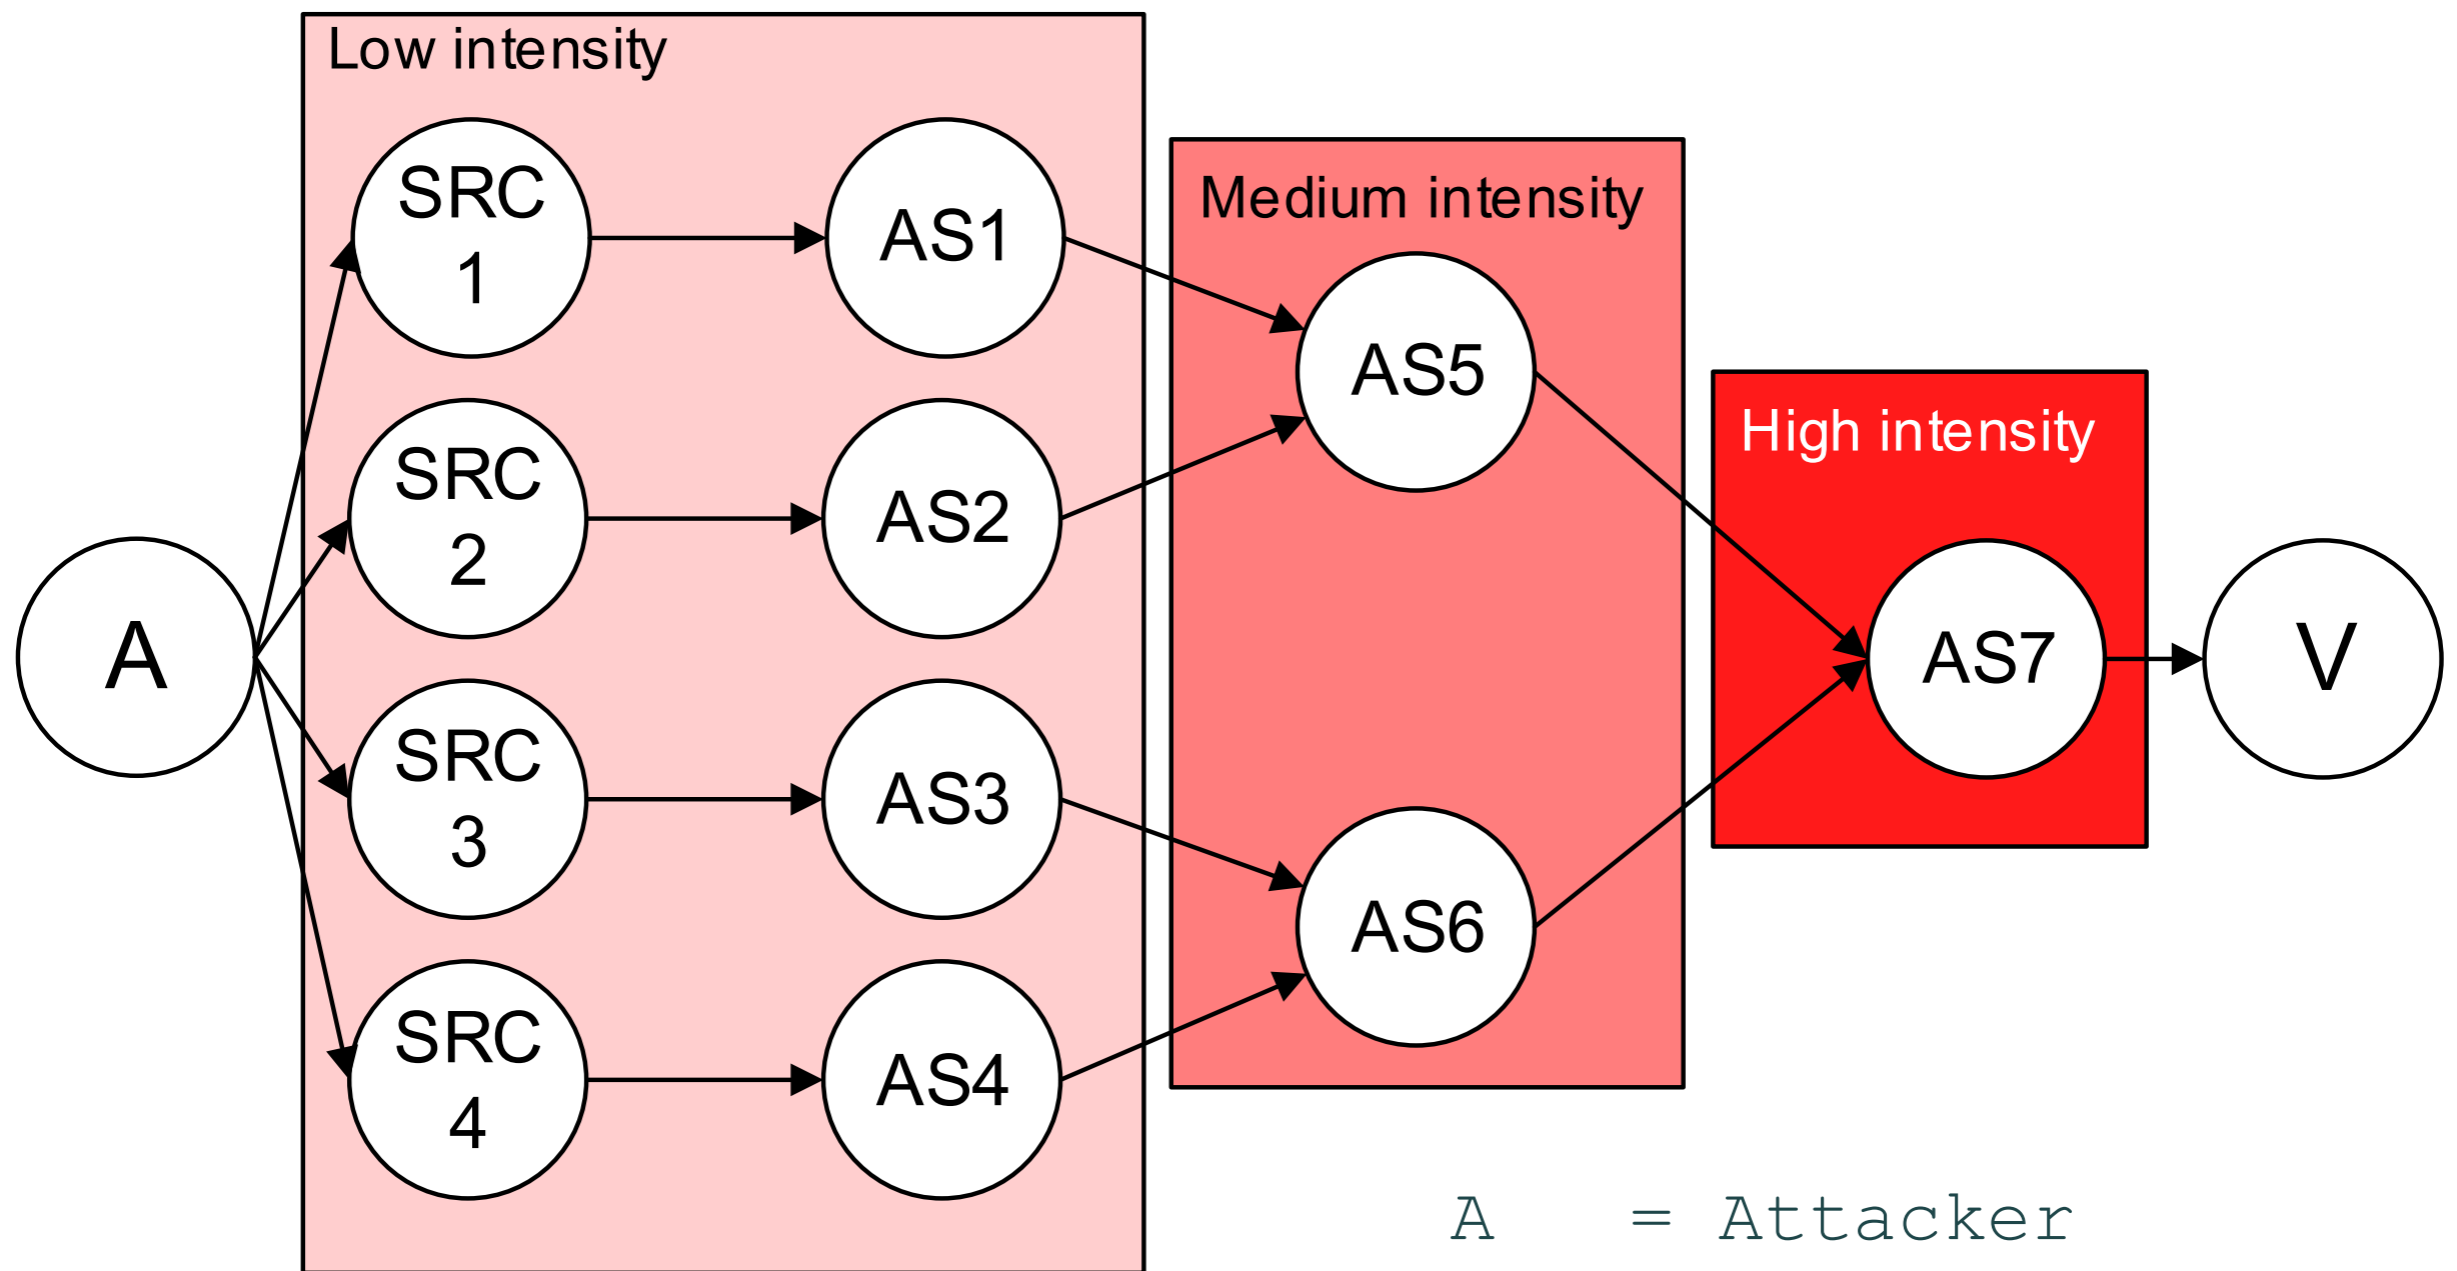 Low intensity
SRC
1
AS1
Medium intensity
AS5
SRC
2
AS2
High intensity
A
AS7
V
SRC
3
AS3
AS6
SRC
4
AS4
A = Attacker